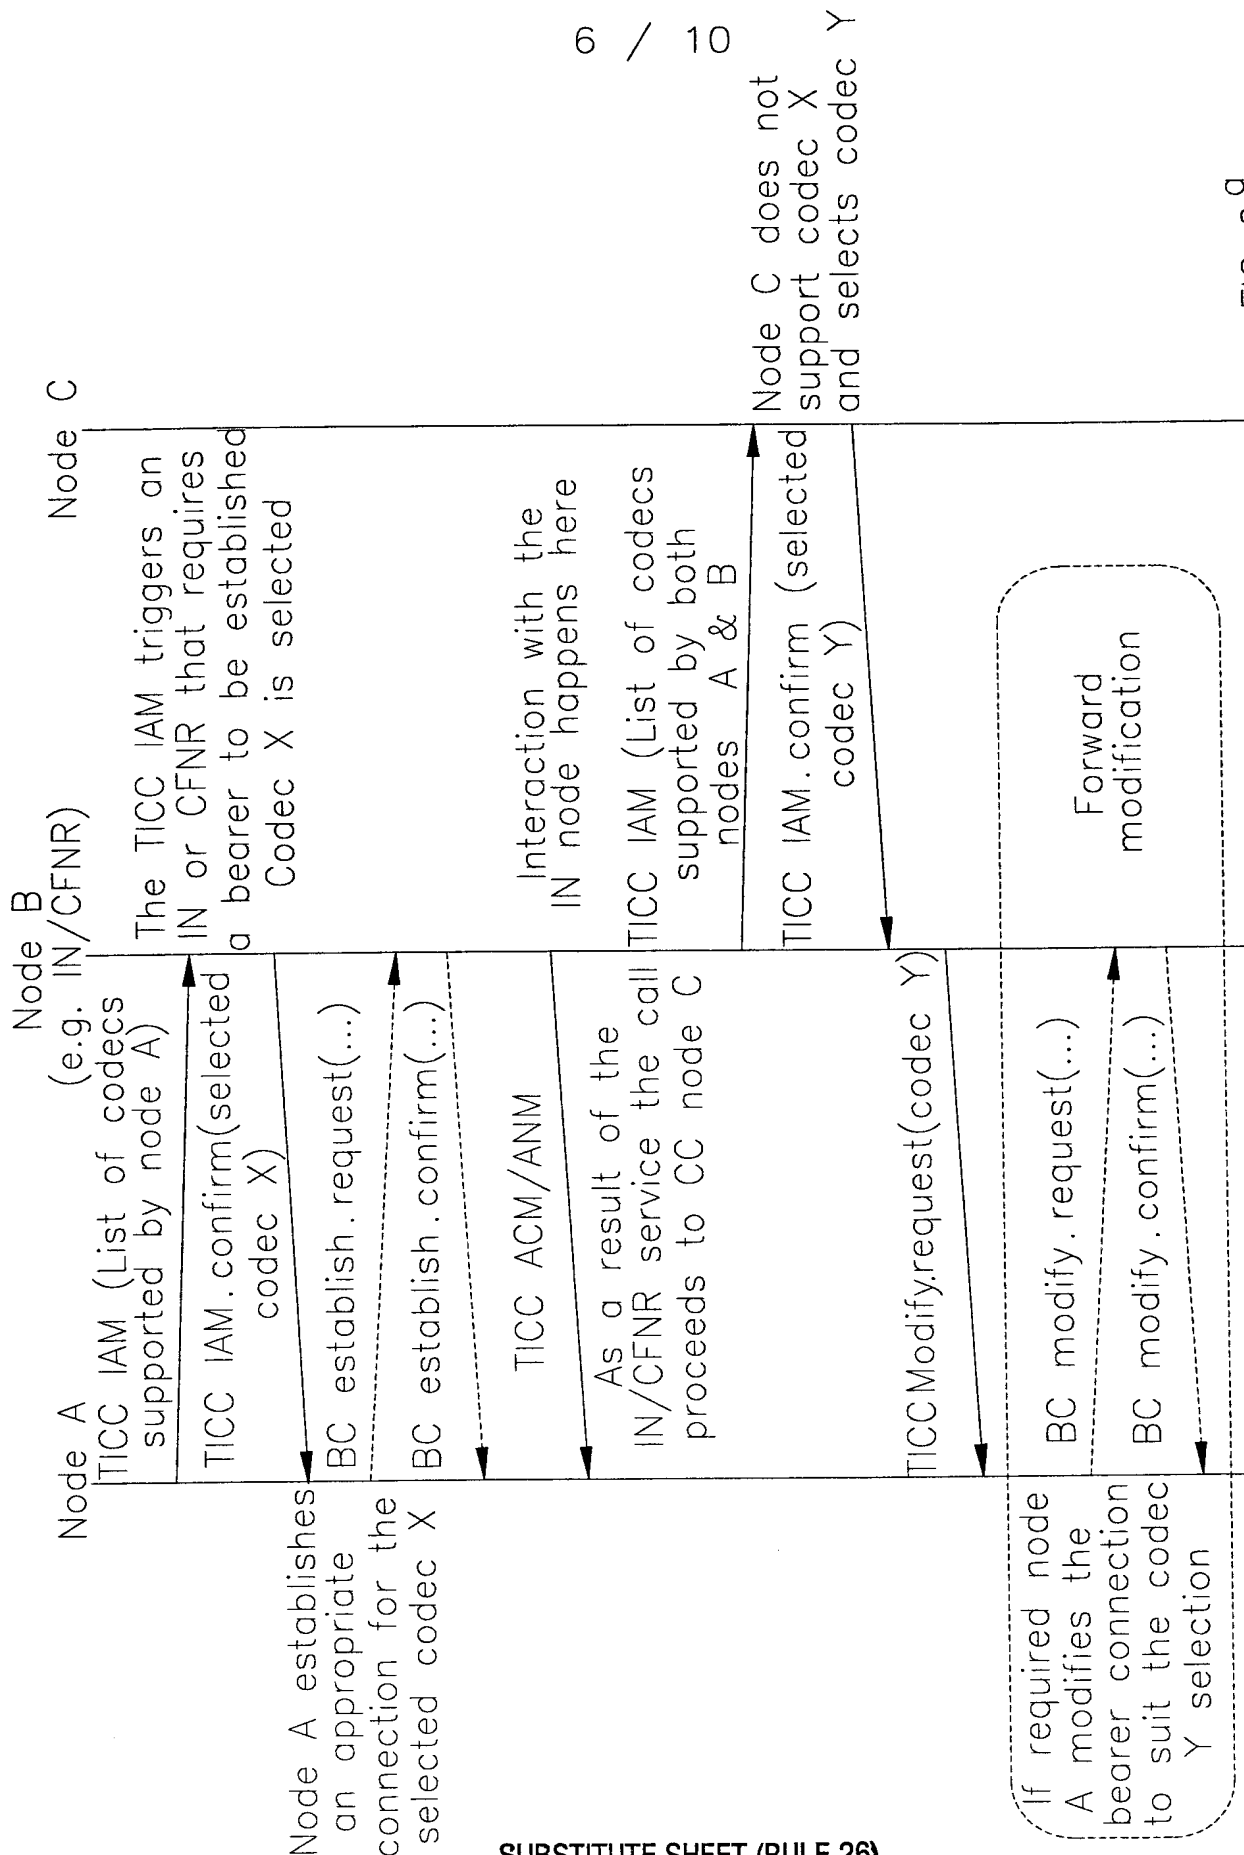 6 / 10
Node A
Node B
(e.g. IN/CFNR)
Node C
TICC IAM (List of codecs
supported by node A)
The TICC IAM triggers an
IN or CFNR that requires
a bearer to be established
Codec X is selected
TICC IAM.confirm(selected
codec X)
Node A establishes
an appropriate
connection for the
selected codec X
BC establish.request(...)
BC establish.confirm(...)
TICC ACM/ANM
Interaction with the
IN node happens here
As a result of the
IN/CFNR service the call
proceeds to CC node C
TICC IAM (List of codecs
supported by both
nodes A & B
Node C does not
support codec X
and selects codec Y
TICC IAM.confirm (selected
codec Y)
TICCModify.request(codec Y)
If required node
A modifies the
bearer connection
to suit the codec
Y selection
BC modify.request(...)
BC modify.confirm(...)
Forward
modification
SUBSTITUTE SHEET (RULE 26)